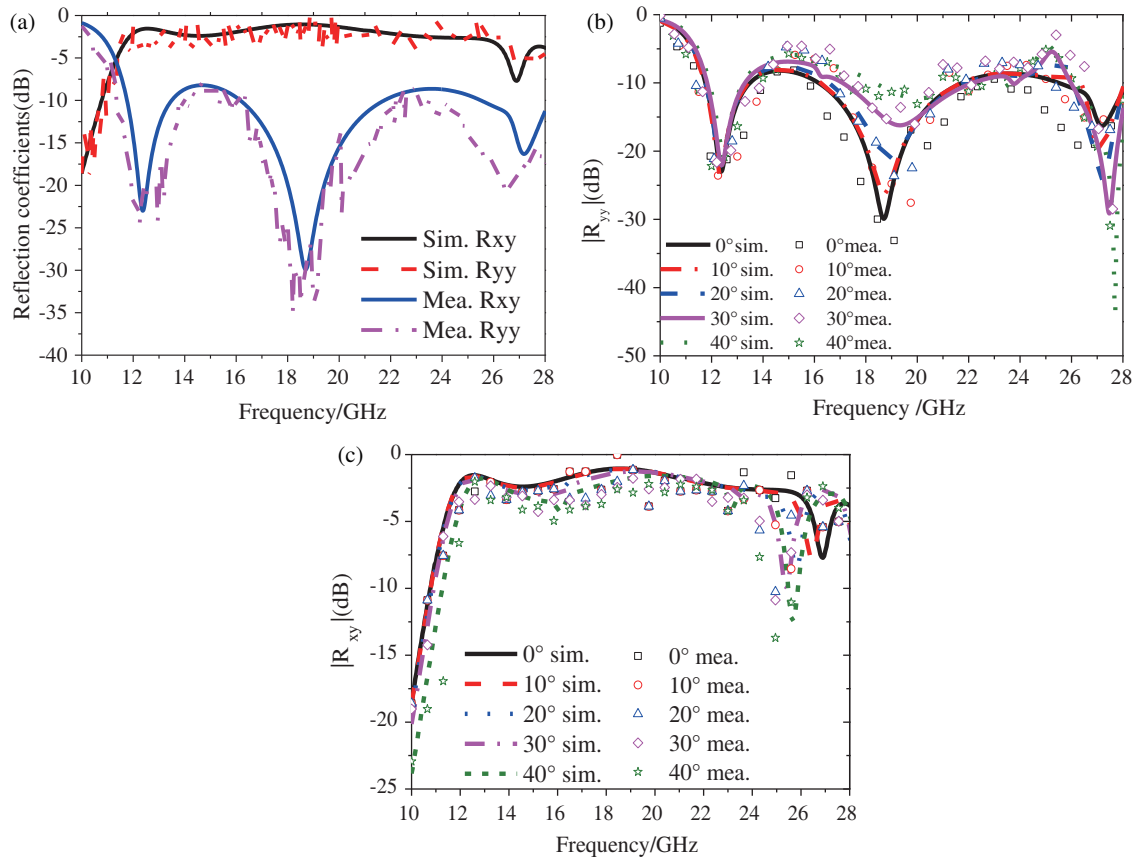 (a)
0
-5
-10
-15
-20
-25
-30
-35
-40
Reflection coefficients(dB)
Sim. Rxy
Sim. Ryy
Mea. Rxy
Mea. Ryy
10 12 14 16 18 20 22 24 26 28
Frequency/GHz
(b)
0
-10
-20
-30
-40
-50
|Ryy|(dB)
0° sim. 0° mea.
10° sim. 10° mea.
20° sim. 20° mea.
30° sim. 30° mea.
40° sim. 40° mea.
10 12 14 16 18 20 22 24 26 28
Frequency /GHz
(c)
0
-5
-10
-15
-20
-25
|R xy|(dB)
0° sim. 0° mea.
10° sim. 10° mea.
20° sim. 20° mea.
30° sim. 30° mea.
40° sim. 40° mea.
10 12 14 16 18 20 22 24 26 28
Frequency/GHz